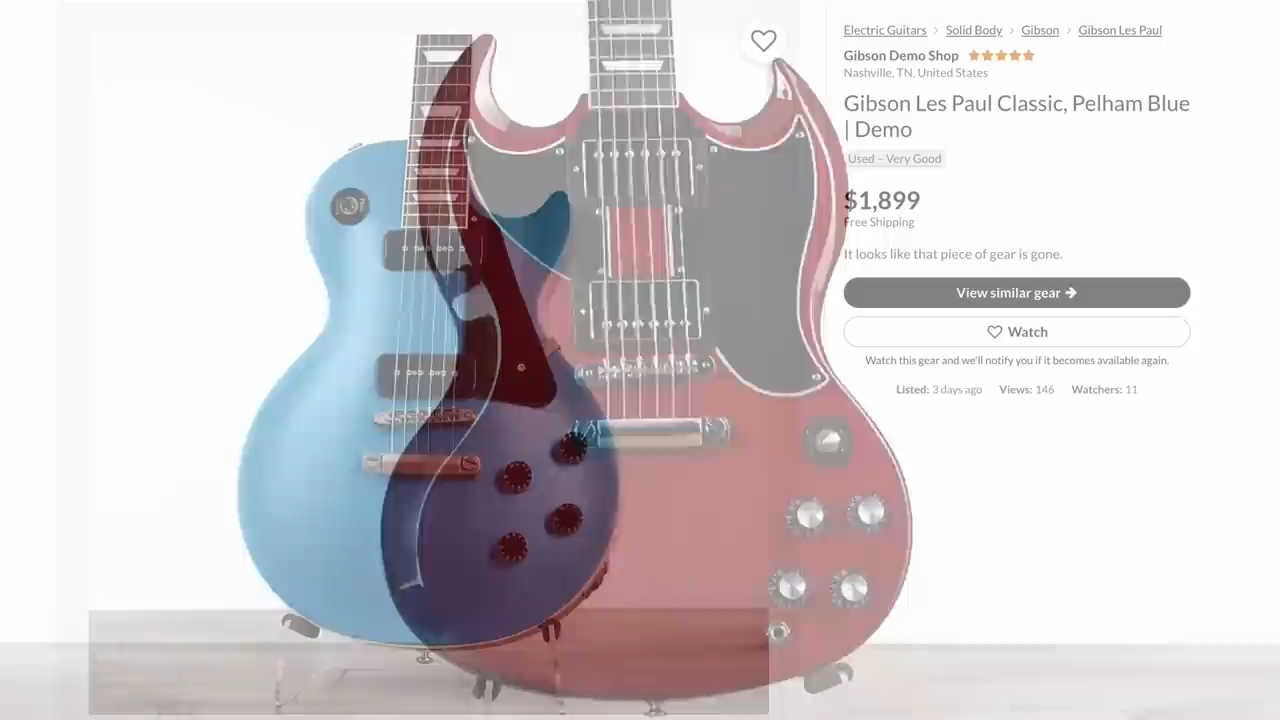 Electric Guitars > Solid Body > Gibson > Gibson Les Paul
Gibson Demo Shop
Nashville, TN, United States
Gibson Les Paul Classic, Pelham Blue
| Demo
Used – Very Good
$1,899
Free Shipping
It looks like that piece of gear is gone.
View similar gear →
Watch
Watch this gear and we'll notify you if it becomes available again.
Listed: 3 days ago Views: 146 Watchers: 11